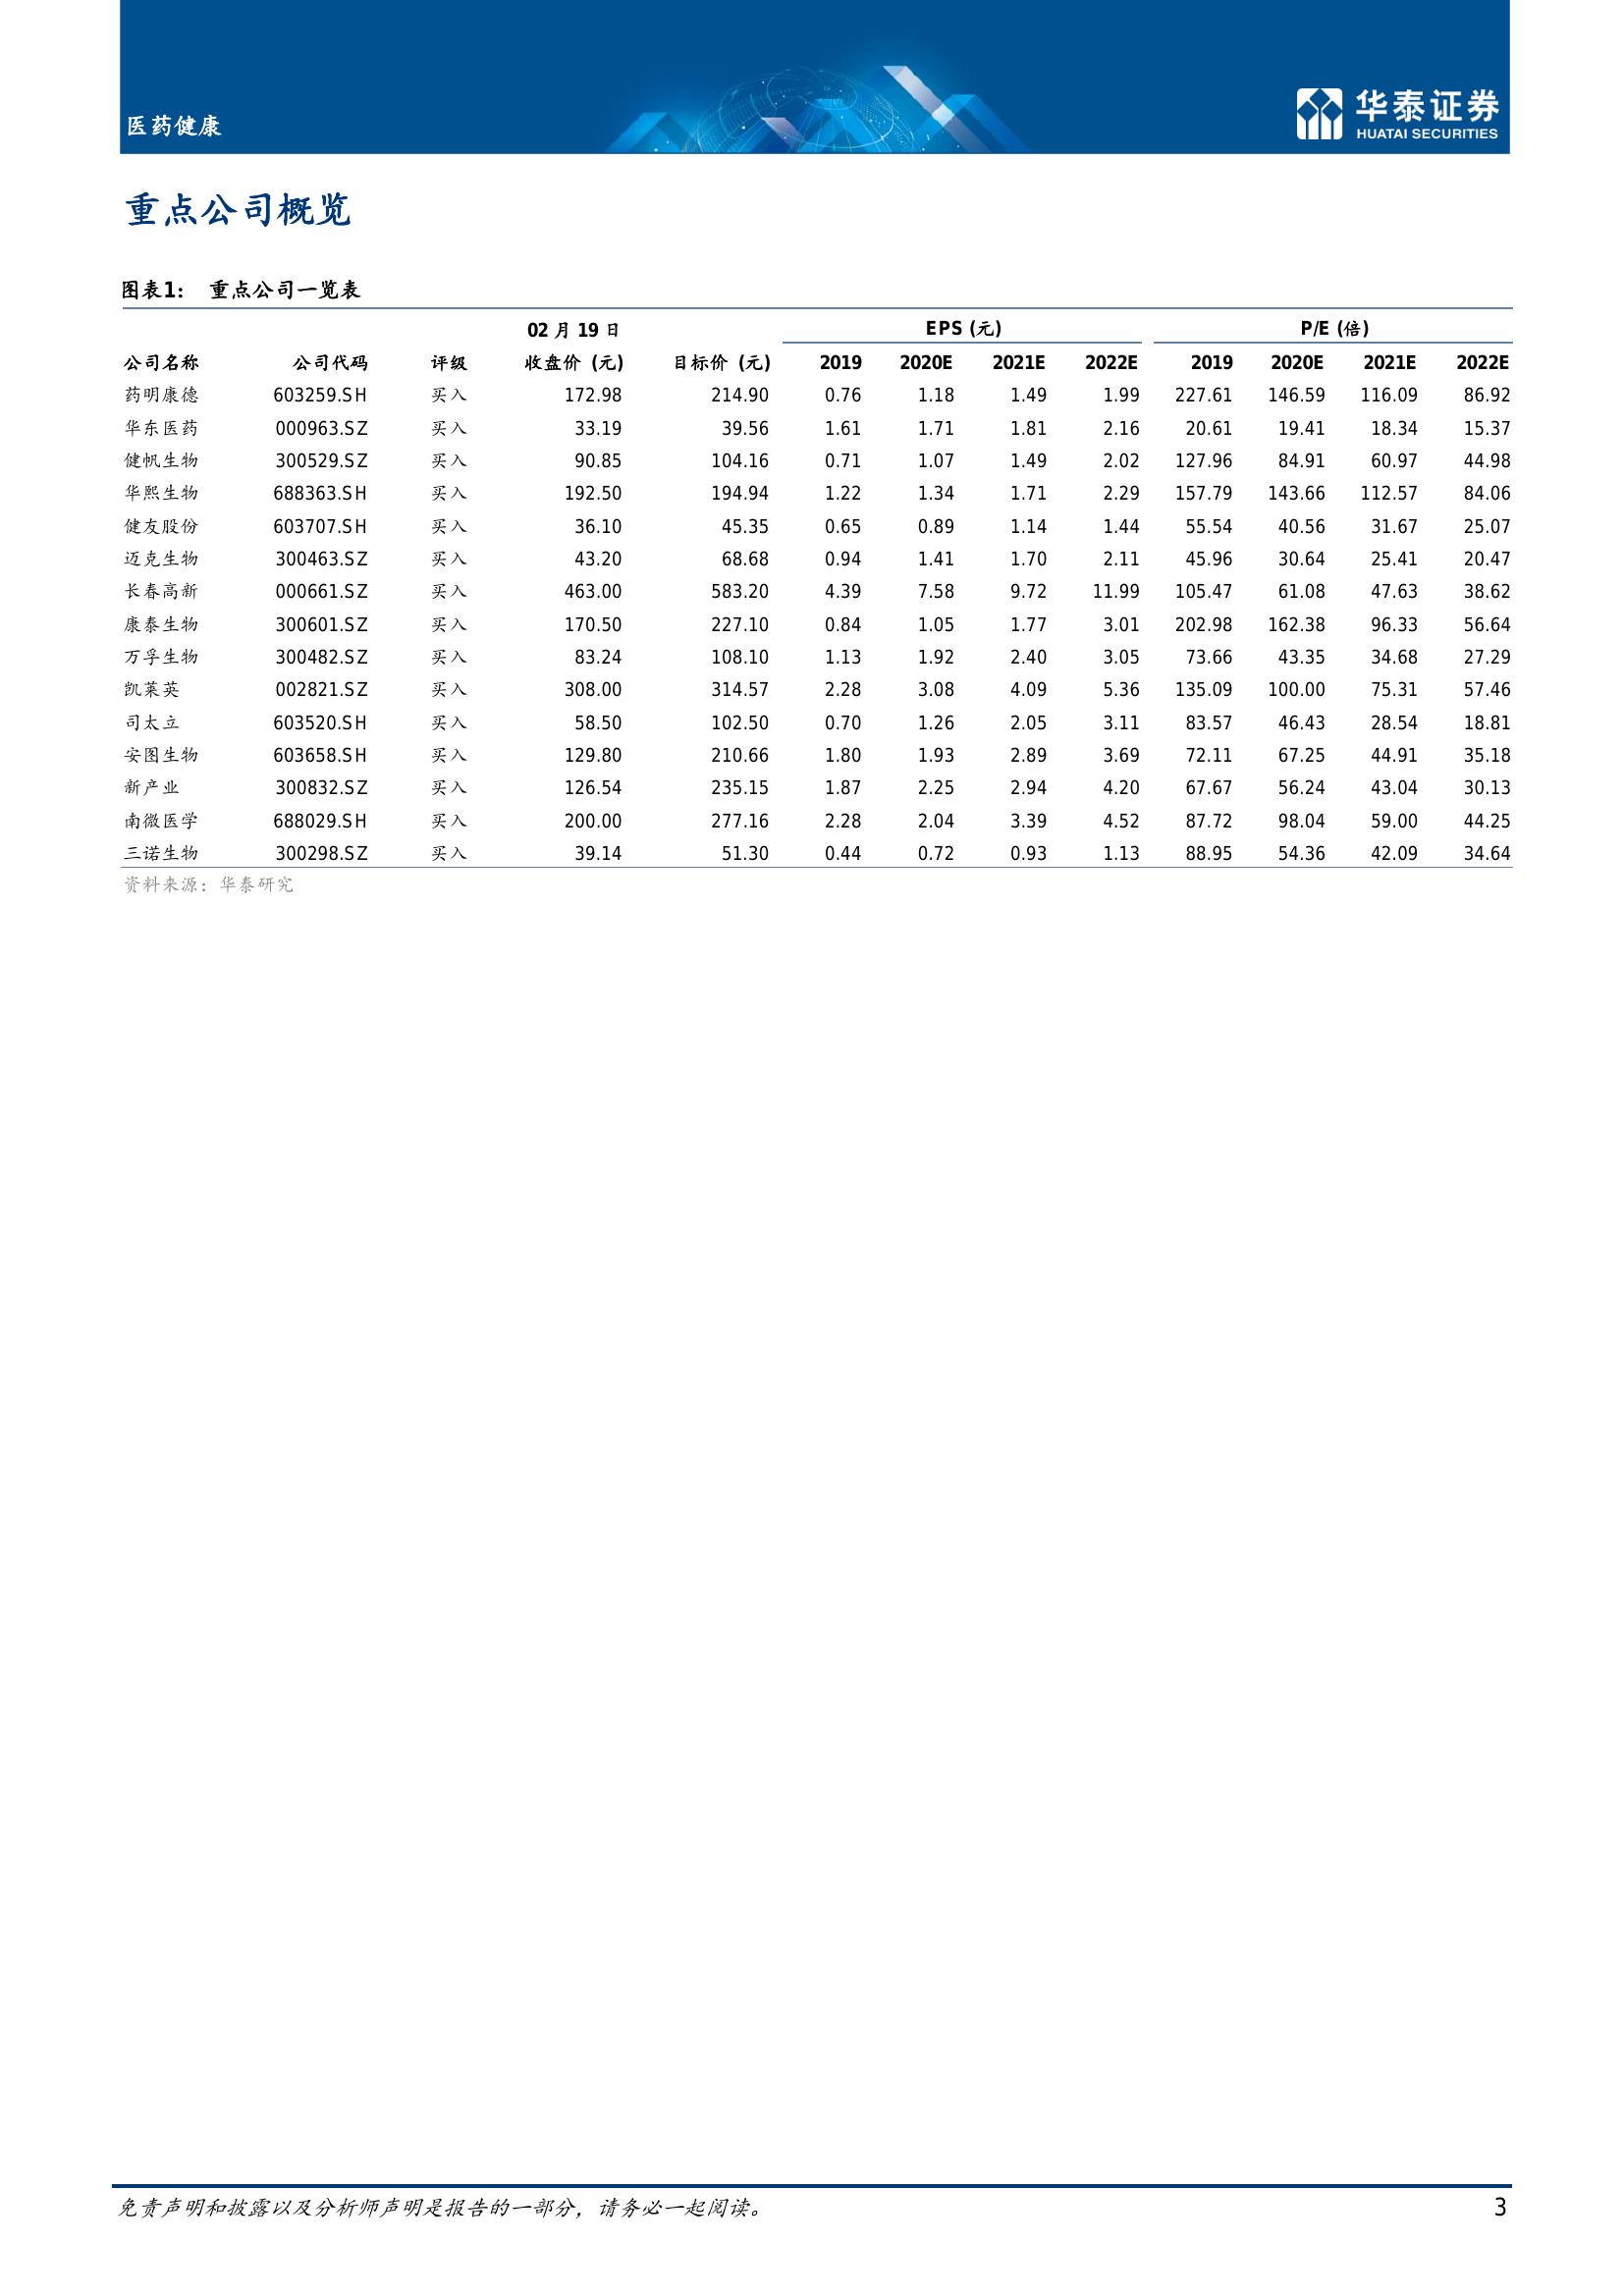 医药健康
华泰证券
HUATAI SECURITIES
重点公司概览
图表1： 重点公司一览表
02 月 19 日 EPS (元) P/E (倍)
公司名称 公司代码 评级 收盘价 (元) 目标价 (元) 2019 2020E 2021E 2022E 2019 2020E 2021E 2022E
药明康德 603259.SH 买入 172.98 214.90 0.76 1.18 1.49 1.99 227.61 146.59 116.09 86.92
华东医药 000963.SZ 买入 33.19 39.56 1.61 1.71 1.81 2.16 20.61 19.41 18.34 15.37
健帆生物 300529.SZ 买入 90.85 104.16 0.71 1.07 1.49 2.02 127.96 84.91 60.97 44.98
华熙生物 688363.SH 买入 192.50 194.94 1.22 1.34 1.71 2.29 157.79 143.66 112.57 84.06
健友股份 603707.SH 买入 36.10 45.35 0.65 0.89 1.14 1.44 55.54 40.56 31.67 25.07
迈克生物 300463.SZ 买入 43.20 68.68 0.94 1.41 1.70 2.11 45.96 30.64 25.41 20.47
长春高新 000661.SZ 买入 463.00 583.20 4.39 7.58 9.72 11.99 105.47 61.08 47.63 38.62
康泰生物 300601.SZ 买入 170.50 227.10 0.84 1.05 1.77 3.01 202.98 162.38 96.33 56.64
万孚生物 300482.SZ 买入 83.24 108.10 1.13 1.92 2.40 3.05 73.66 43.35 34.68 27.29
凯莱英 002821.SZ 买入 308.00 314.57 2.28 3.08 4.09 5.36 135.09 100.00 75.31 57.46
司太立 603520.SH 买入 58.50 102.50 0.70 1.26 2.05 3.11 83.57 46.43 28.54 18.81
安图生物 603658.SH 买入 129.80 210.66 1.80 1.93 2.89 3.69 72.11 67.25 44.91 35.18
新产业 300832.SZ 买入 126.54 235.15 1.87 2.25 2.94 4.20 67.67 56.24 43.04 30.13
南微医学 688029.SH 买入 200.00 277.16 2.28 2.04 3.39 4.52 87.72 98.04 59.00 44.25
三诺生物 300298.SZ 买入 39.14 51.30 0.44 0.72 0.93 1.13 88.95 54.36 42.09 34.64
资料来源：华泰研究
免责声明和披露以及分析师声明是报告的一部分，请务必一起阅读。 3